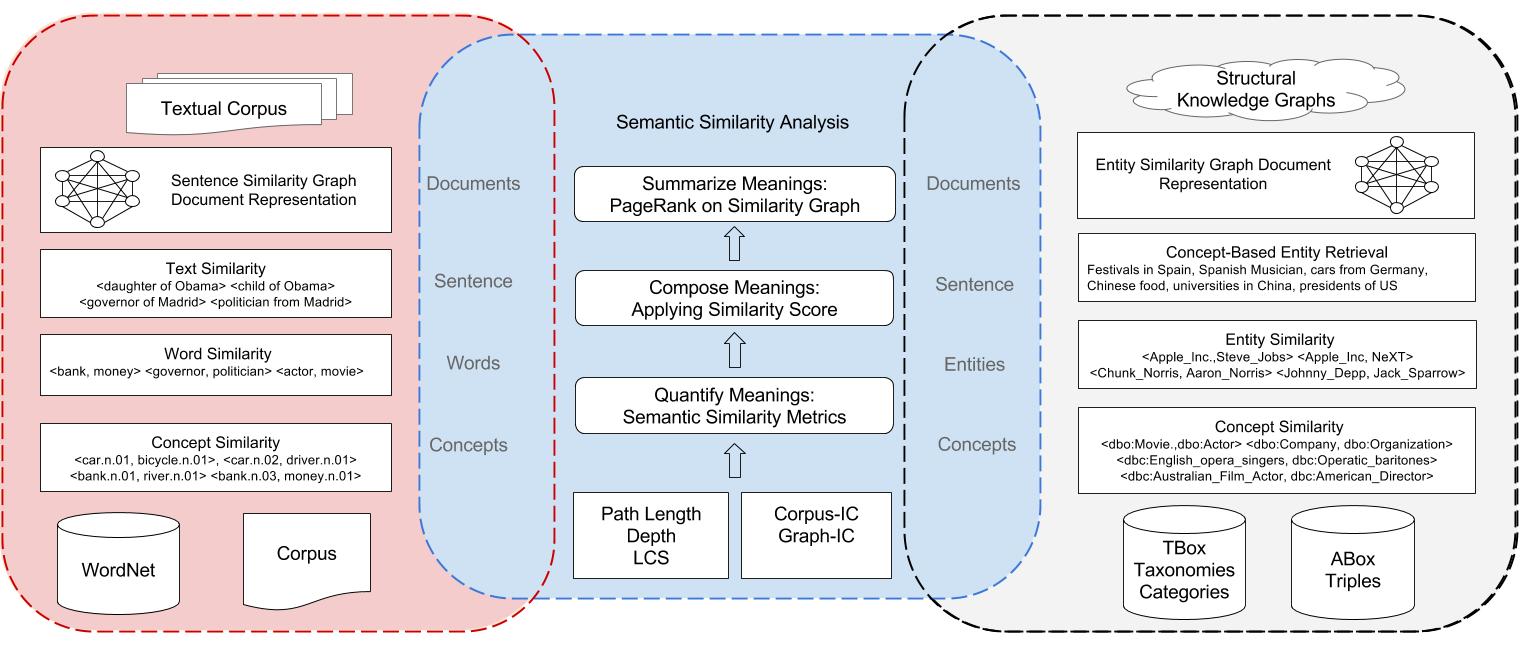 Textual Corpus
Sentence Similarity Graph
Document Representation
Text Similarity
<daughter of Obama> <child of Obama>
<governor of Madrid> <politician from Madrid>
Word Similarity
<bank, money> <governor, politician> <actor, movie>
Concept Similarity
<car.n.01, bicycle.n.01>, <car.n.02, driver.n.01>
<bank.n.01, river.n.01> <bank.n.03, money.n.01>
WordNet
Corpus
Documents
Sentence
Words
Concepts
Semantic Similarity Analysis
Summarize Meanings:
PageRank on Similarity Graph
Compose Meanings:
Applying Similarity Score
Quantify Meanings:
Semantic Similarity Metrics
Path Length
Depth
LCS
Corpus-IC
Graph-IC
Documents
Sentence
Entities
Concepts
Structural
Knowledge Graphs
Entity Similarity Graph Document
Representation
Concept-Based Entity Retrieval
Festivals in Spain, Spanish Musician, cars from Germany,
Chinese food, universities in China, presidents of US
Entity Similarity
<Apple_Inc.,Steve_Jobs> <Apple_Inc, NeXT>
<Chunk_Norris, Aaron_Norris> <Johnny_Depp, Jack_Sparrow>
Concept Similarity
<dbo:Movie.,dbo:Actor> <dbo:Company, dbo:Organization>
<dbc:English_opera_singers, dbc:Operatic_baritones>
<dbc:Australian_Film_Actor, dbc:American_Director>
TBox
Taxonomies
Categories
ABox
Triples